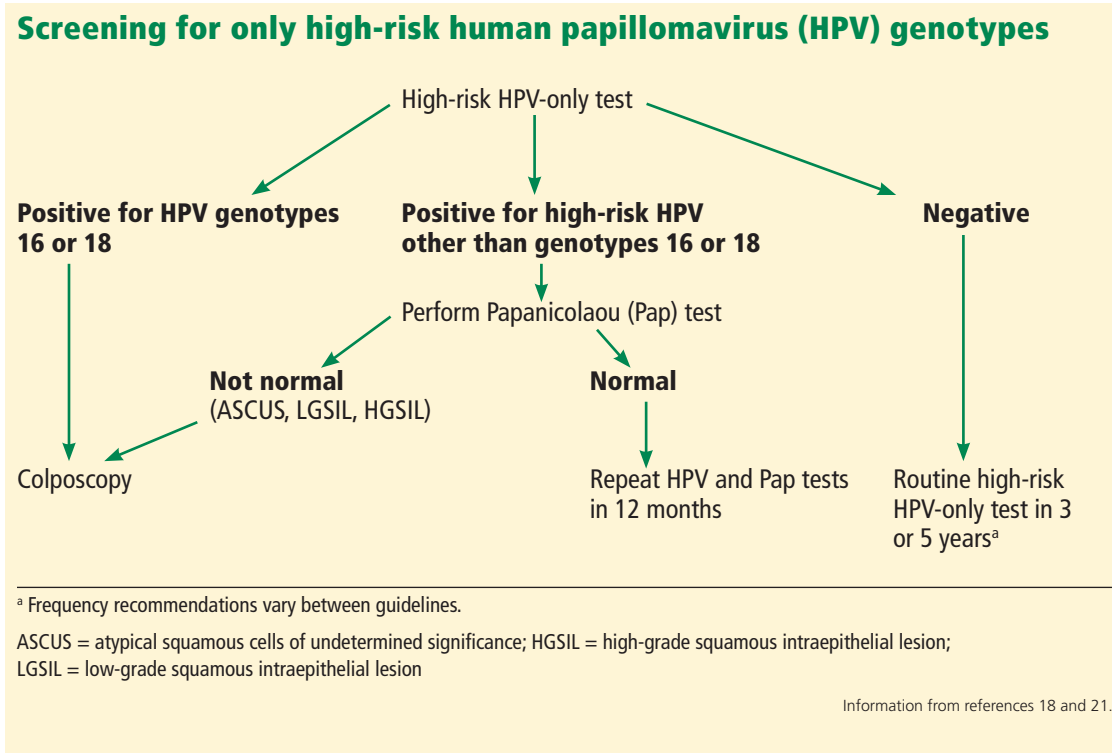 Screening for only high-risk human papillomavirus (HPV) genotypes
High-risk HPV-only test
Positive for HPV genotypes
16 or 18
Positive for high-risk HPV
other than genotypes 16 or 18
Negative
Perform Papanicolaou (Pap) test
Not normal
(ASCUS, LGSIL, HGSIL)
Normal
Colposcopy
Repeat HPV and Pap tests
in 12 months
Routine high-risk
HPV-only test in 3
or 5 yearsᵃ
ᵃ Frequency recommendations vary between guidelines.
ASCUS = atypical squamous cells of undetermined significance; HGSIL = high-grade squamous intraepithelial lesion;
LGSIL = low-grade squamous intraepithelial lesion
Information from references 18 and 21.